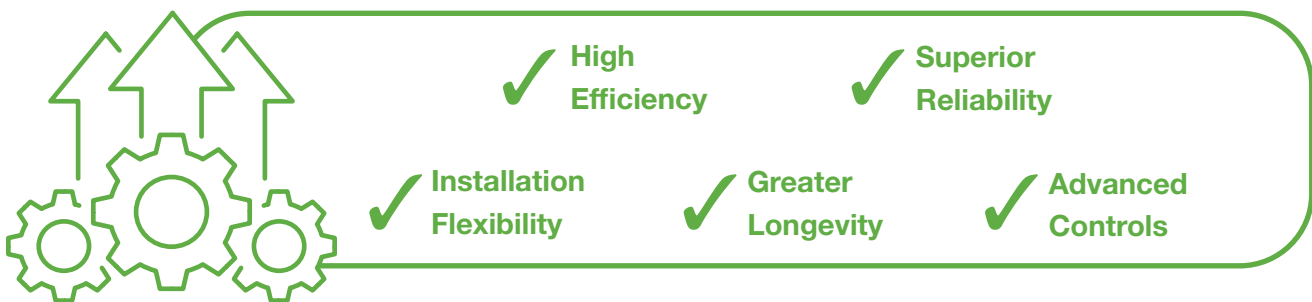 High
Efficiency
Superior
Reliability
Installation
Flexibility
Greater
Longevity
Advanced
Controls